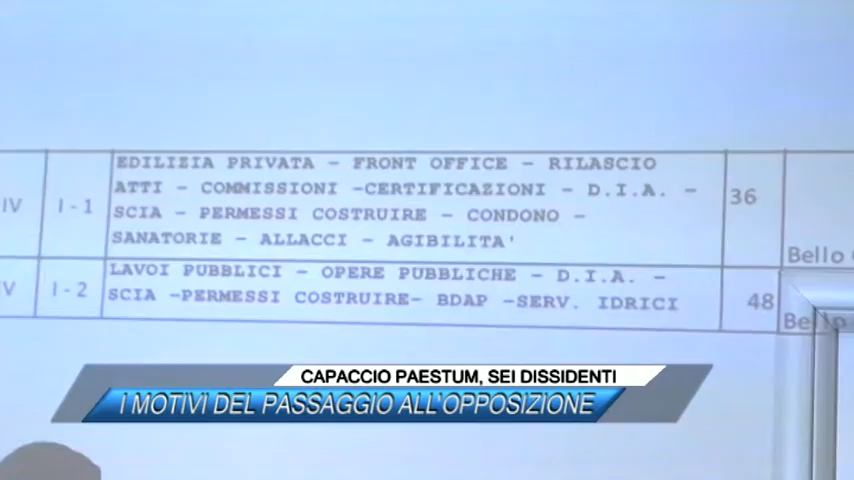 EDILIZIA PRIVATA – FRONT OFFICE – RILASCIO
IV I - 1 ATTI – COMMISSIONI –CERTIFICAZIONI – D.I.A. – 36
SCIA – PERMESSI COSTRUIRE – CONDONO –
SANATORIE – ALLACCI – AGIBILITA'
Bello
LAVOI PUBBLICI – OPERE PUBBLICHE – D.I.A. –
I - 2 SCIA –PERMESSI COSTRUIRE– BDAP –SERV. IDRICI 48
Bello
CAPACCIO PAESTUM, SEI DISSIDENTI
I MOTIVI DEL PASSAGGIO ALL'OPPOSIZIONE